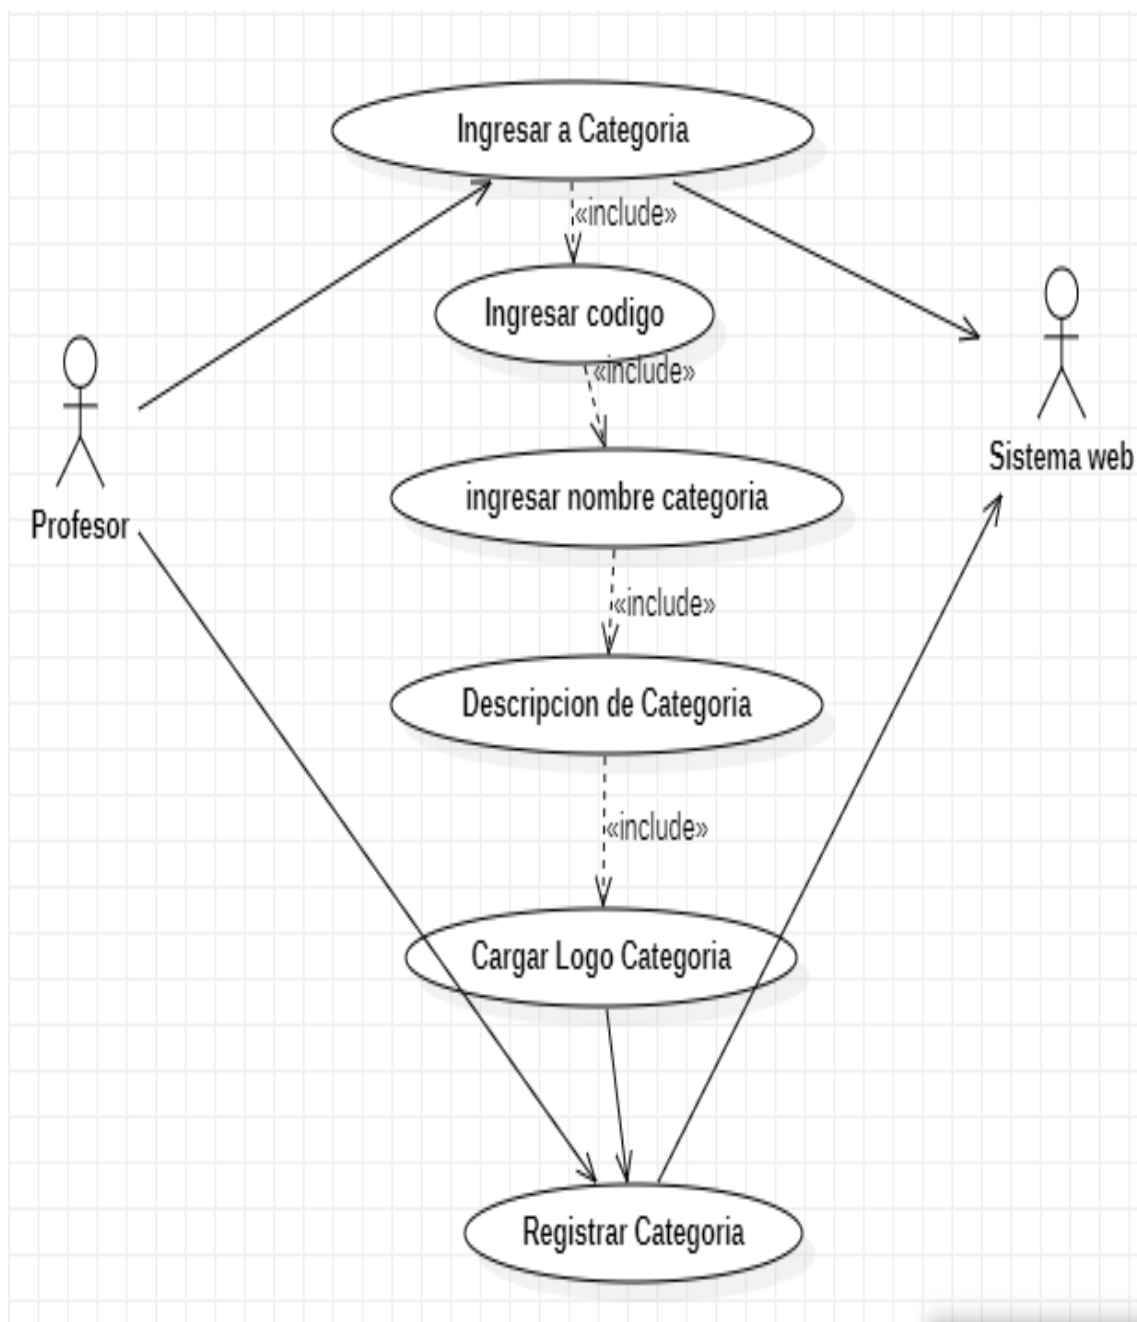 Ingresar a Categoria
«include»
Ingresar codigo
«include»
ingresar nombre categoria
Sistema web
Profesor
«include»
Descripcion de Categoria
«include»
Cargar Logo Categoria
Registrar Categoria